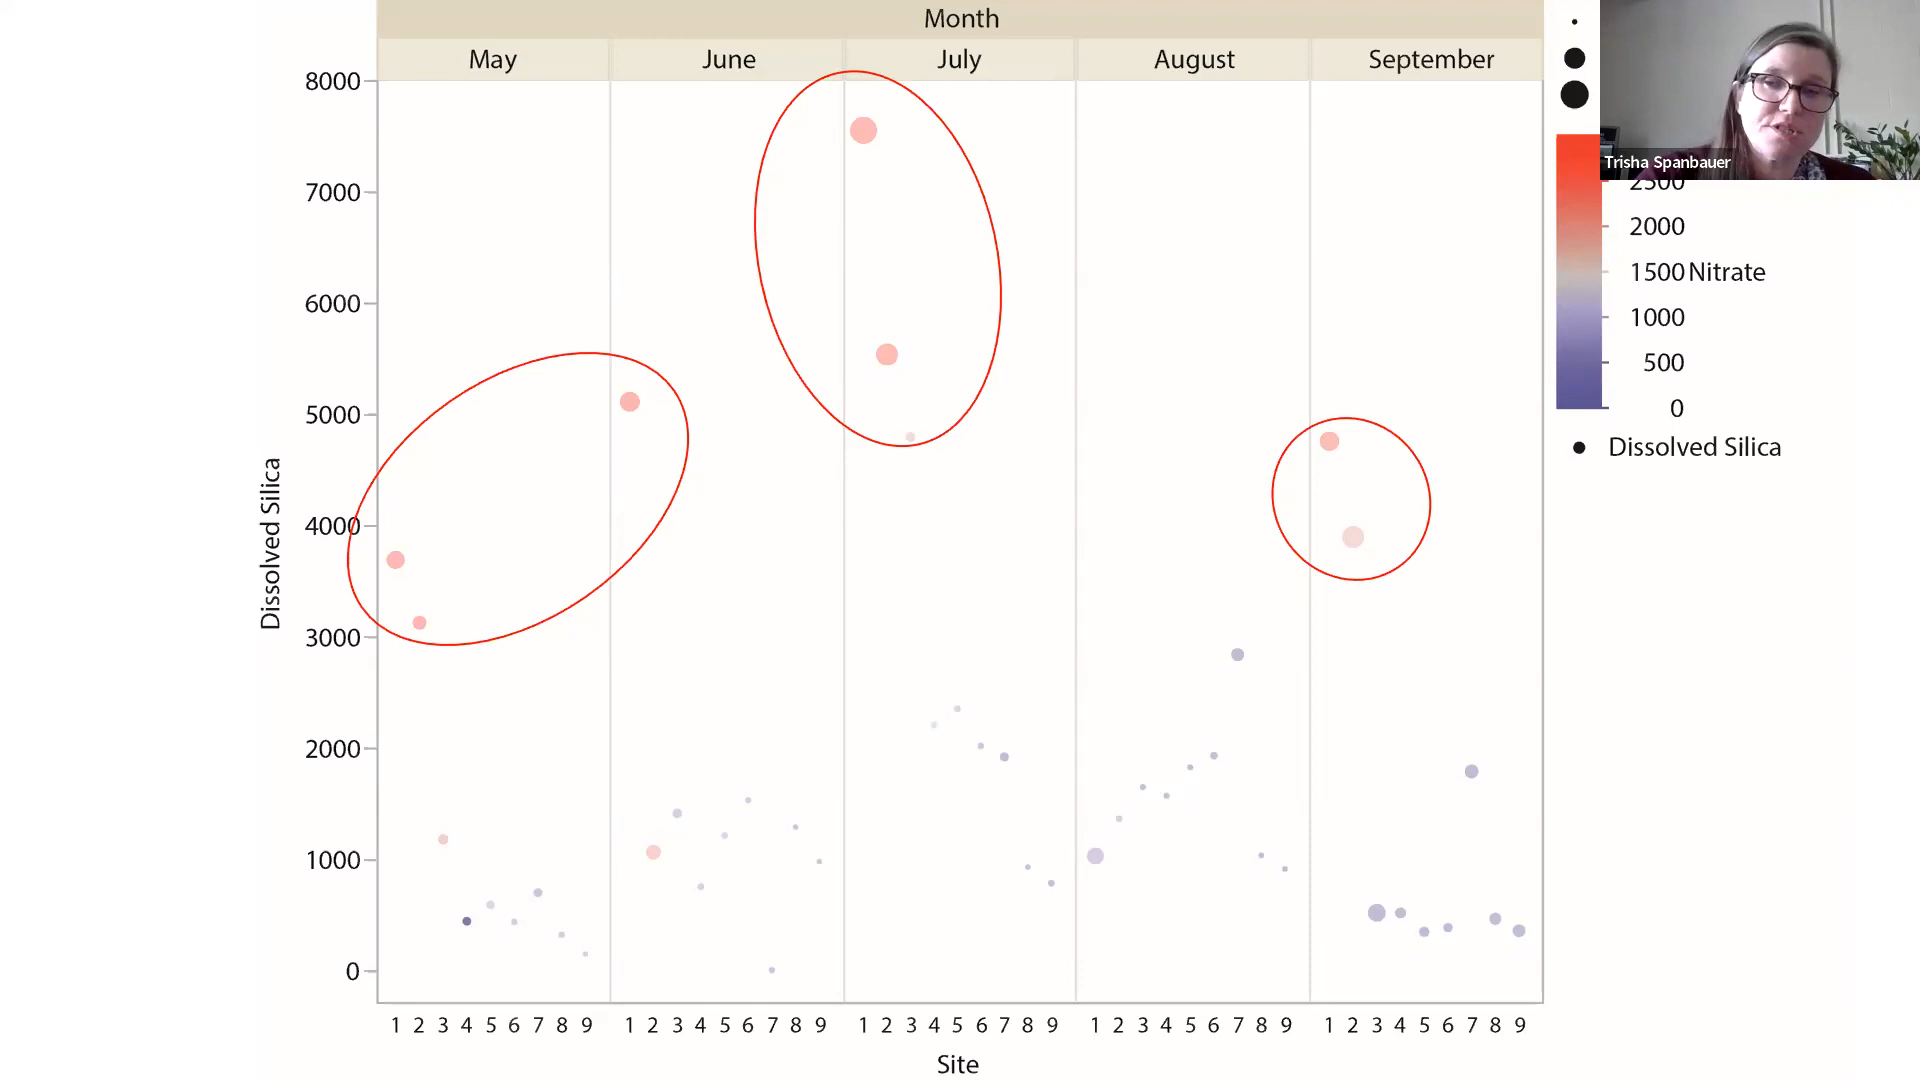 Month
May June July August September
8000
7000
6000
5000
4000
3000
2000
1000
0
Dissolved Silica
1 2 3 4 5 6 7 8 9 1 2 3 4 5 6 7 8 9 1 2 3 4 5 6 7 8 9 1 2 3 4 5 6 7 8 9 1 2 3 4 5 6 7 8 9
Site
Trisha Spanbauer
2500
2000
1500 Nitrate
1000
500
0
Dissolved Silica